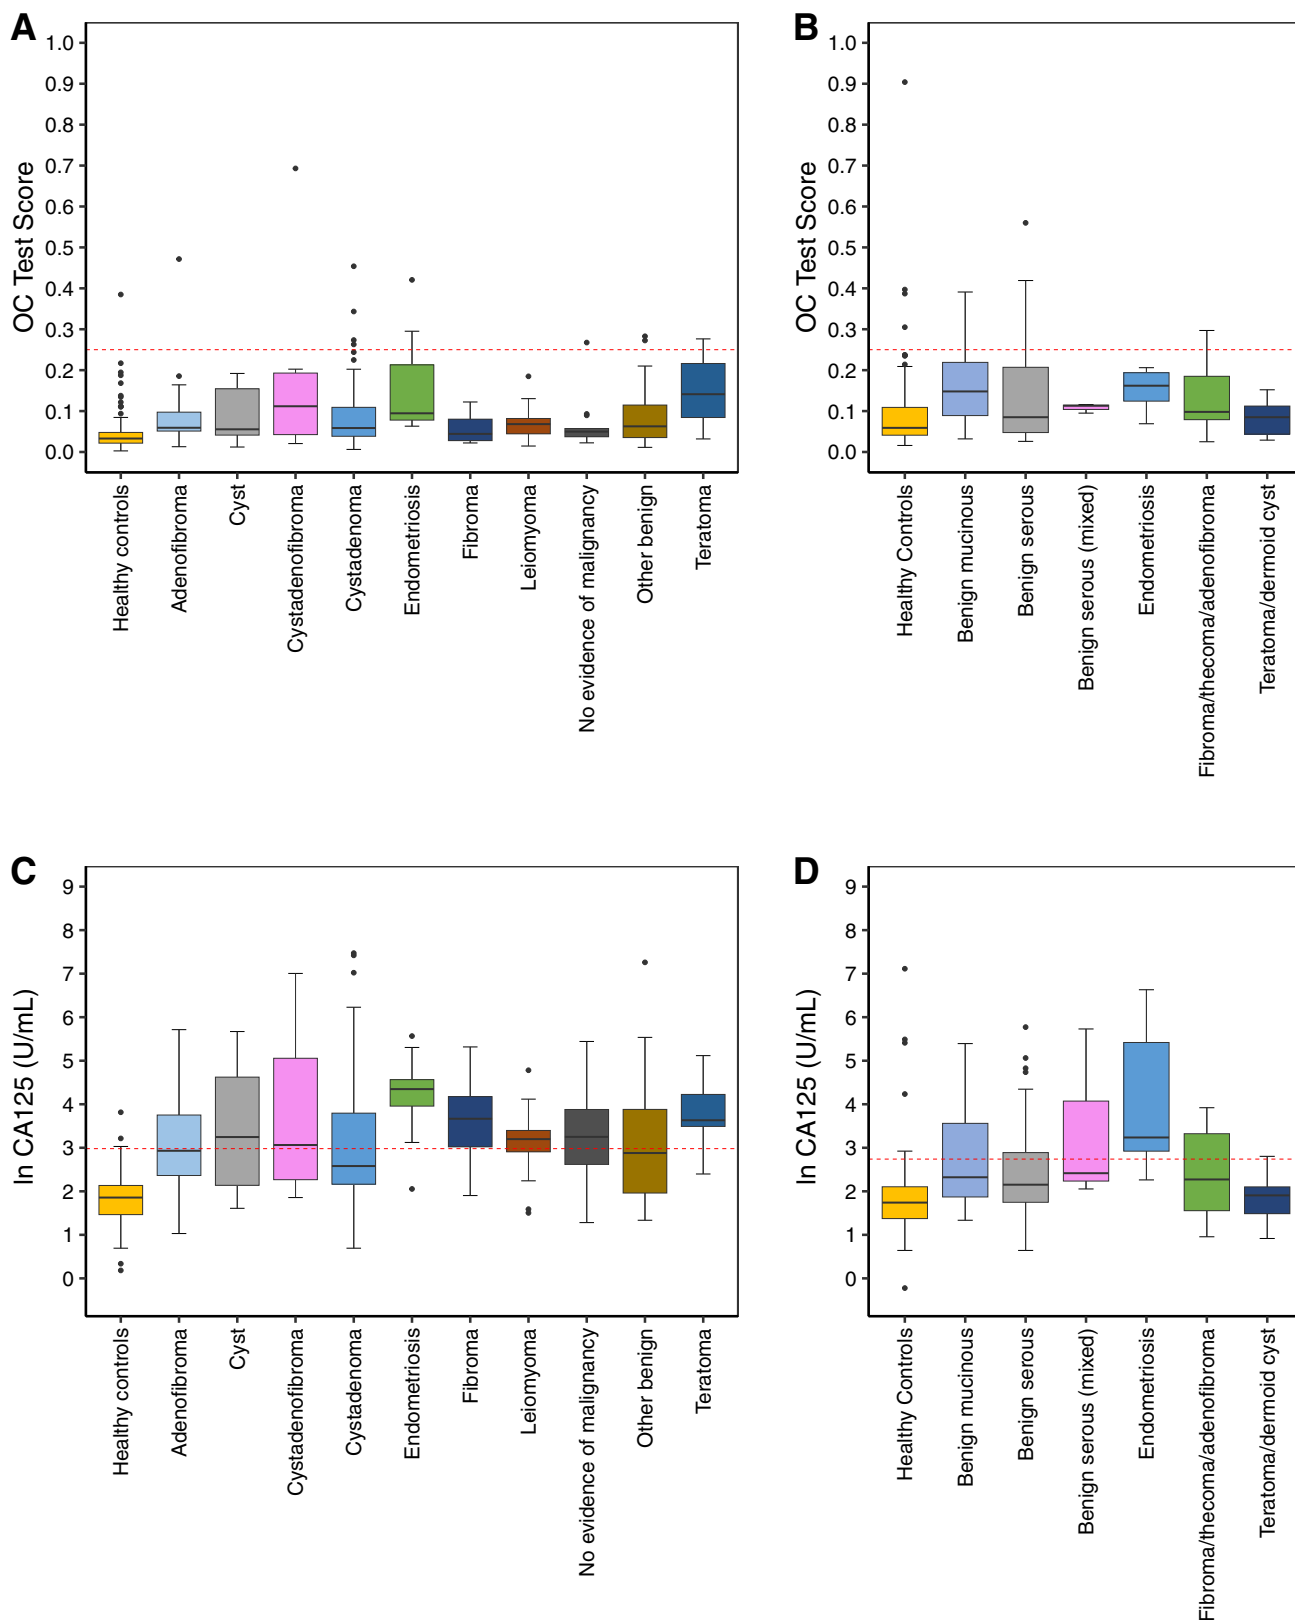 A
OC Test Score
1.0
0.9
0.8
0.7
0.6
0.5
0.4
0.3
0.2
0.1
0.0
Healthy controls
Adenofibroma
Cyst
Cystadenofibroma
Cystadenoma
Endometriosis
Fibroma
Leiomyoma
No evidence of malignancy
Other benign
Teratoma
B
OC Test Score
1.0
0.9
0.8
0.7
0.6
0.5
0.4
0.3
0.2
0.1
0.0
Healthy Controls
Benign mucinous
Benign serous
Benign serous (mixed)
Endometriosis
Fibroma/thecoma/adenofibroma
Teratoma/dermoid cyst
C
ln CA125 (U/mL)
9
8
7
6
5
4
3
2
1
0
Healthy controls
Adenofibroma
Cyst
Cystadenofibroma
Cystadenoma
Endometriosis
Fibroma
Leiomyoma
No evidence of malignancy
Other benign
Teratoma
D
ln CA125 (U/mL)
9
8
7
6
5
4
3
2
1
0
Healthy Controls
Benign mucinous
Benign serous
Benign serous (mixed)
Endometriosis
Fibroma/thecoma/adenofibroma
Teratoma/dermoid cyst